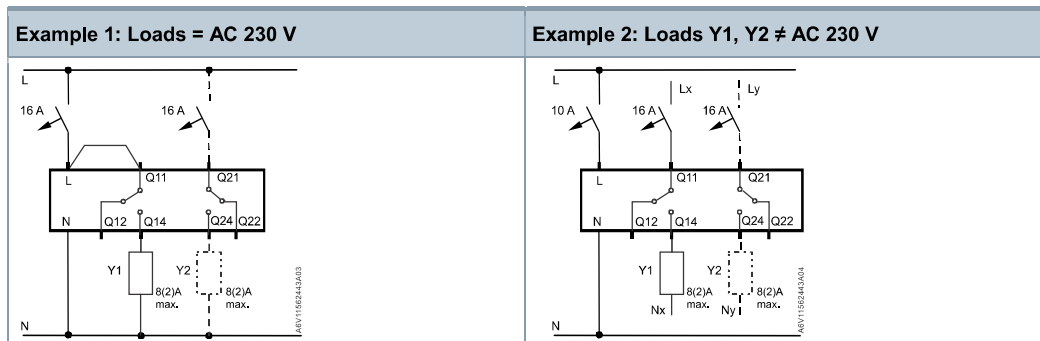 Example 1: Loads = AC 230 V
L
16 A
16 A
L
Q11
Q21
N
Q12
Q14
Q24
Q22
Y1
Y2
8(2)A
max.
8(2)A
max.
N
A6V11562443A03
Example 2: Loads Y1, Y2 ≠ AC 230 V
L
Lx
Ly
10 A
16 A
16 A
L
Q11
Q21
N
Q12
Q14
Q24
Q22
Y1
Y2
8(2)A
max.
8(2)A
max.
Nx
Ny
N
A6V11562443A04